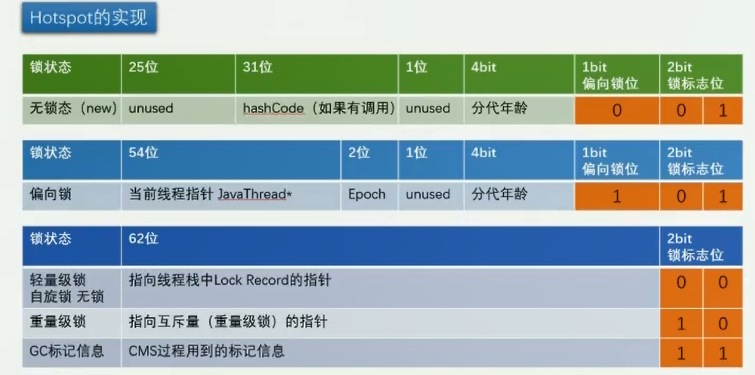 Hotspot的实现
锁状态 25位 31位 1位 4bit 1bit 偏向锁位 2bit 锁标志位
无锁态（new） unused hashCode（如果有调用） unused 分代年龄 0 0 1
锁状态 54位 2位 1位 4bit 1bit 偏向锁位 2bit 锁标志位
偏向锁 当前线程指针 JavaThread* Epoch unused 分代年龄 1 0 1
锁状态 62位 2bit 锁标志位
轻量级锁 自旋锁 无锁 指向线程栈中Lock Record的指针 0 0
重量级锁 指向互斥量（重量级锁）的指针 1 0
GC标记信息 CMS过程用到的标记信息 1 1